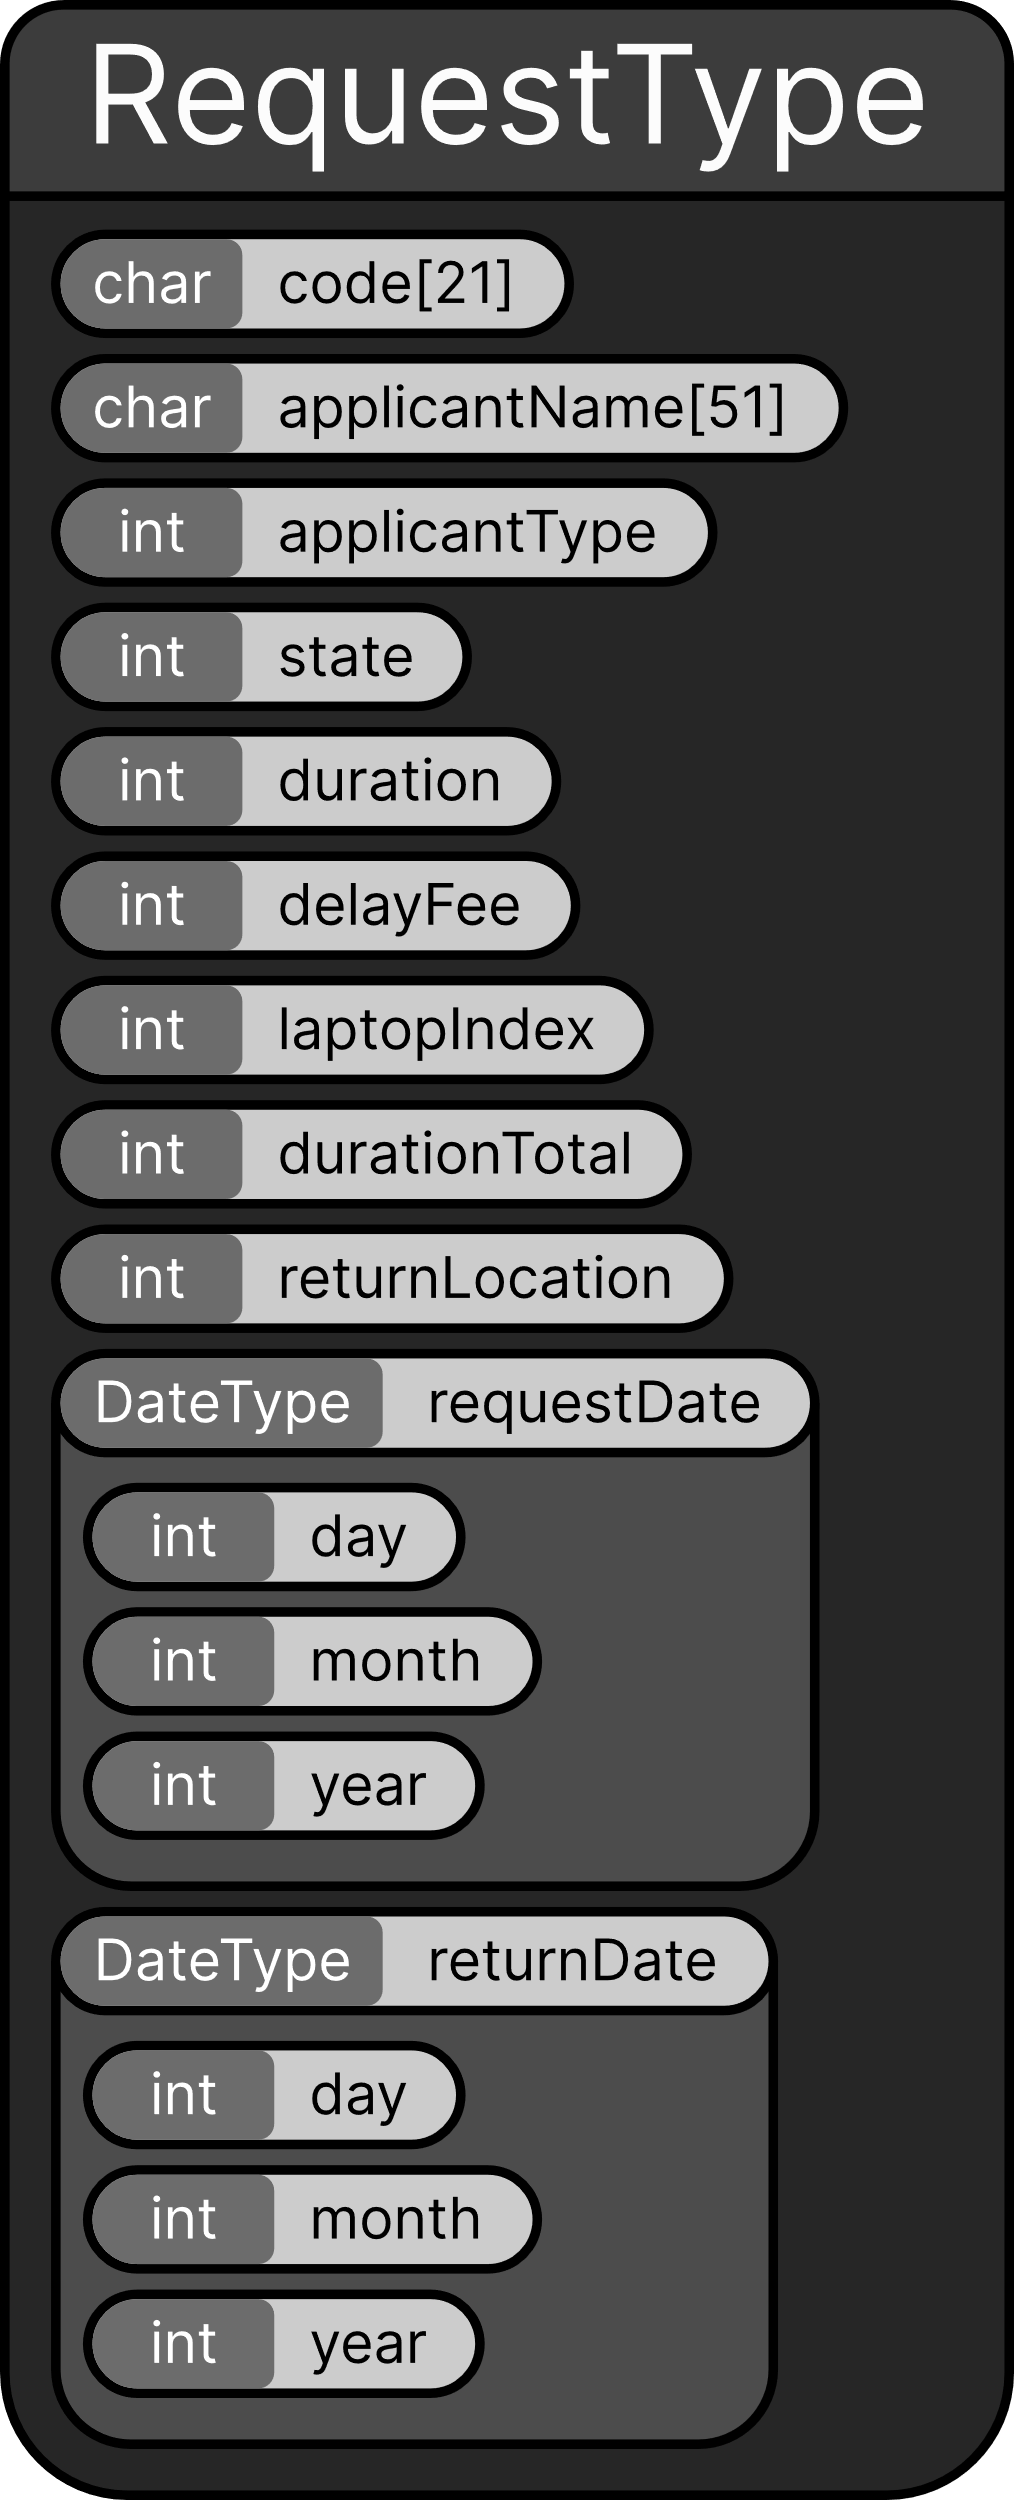 RequestType
char code[21]
char applicantName[51]
int applicantType
int state
int duration
int delayFee
int laptopIndex
int durationTotal
int returnLocation
DateType requestDate
int day
int month
int year
DateType returnDate
int day
int month
int year